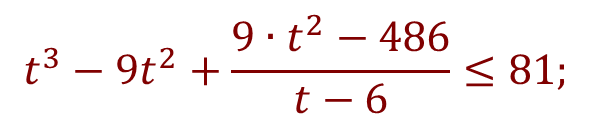 t³ − 9t² + (9 · t² − 486)/(t − 6) ≤ 81;